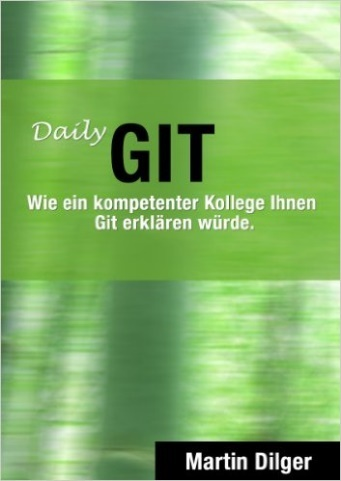 Daily GIT
Wie ein kompetenter Kollege Ihnen
Git erklären würde.
Martin Dilger